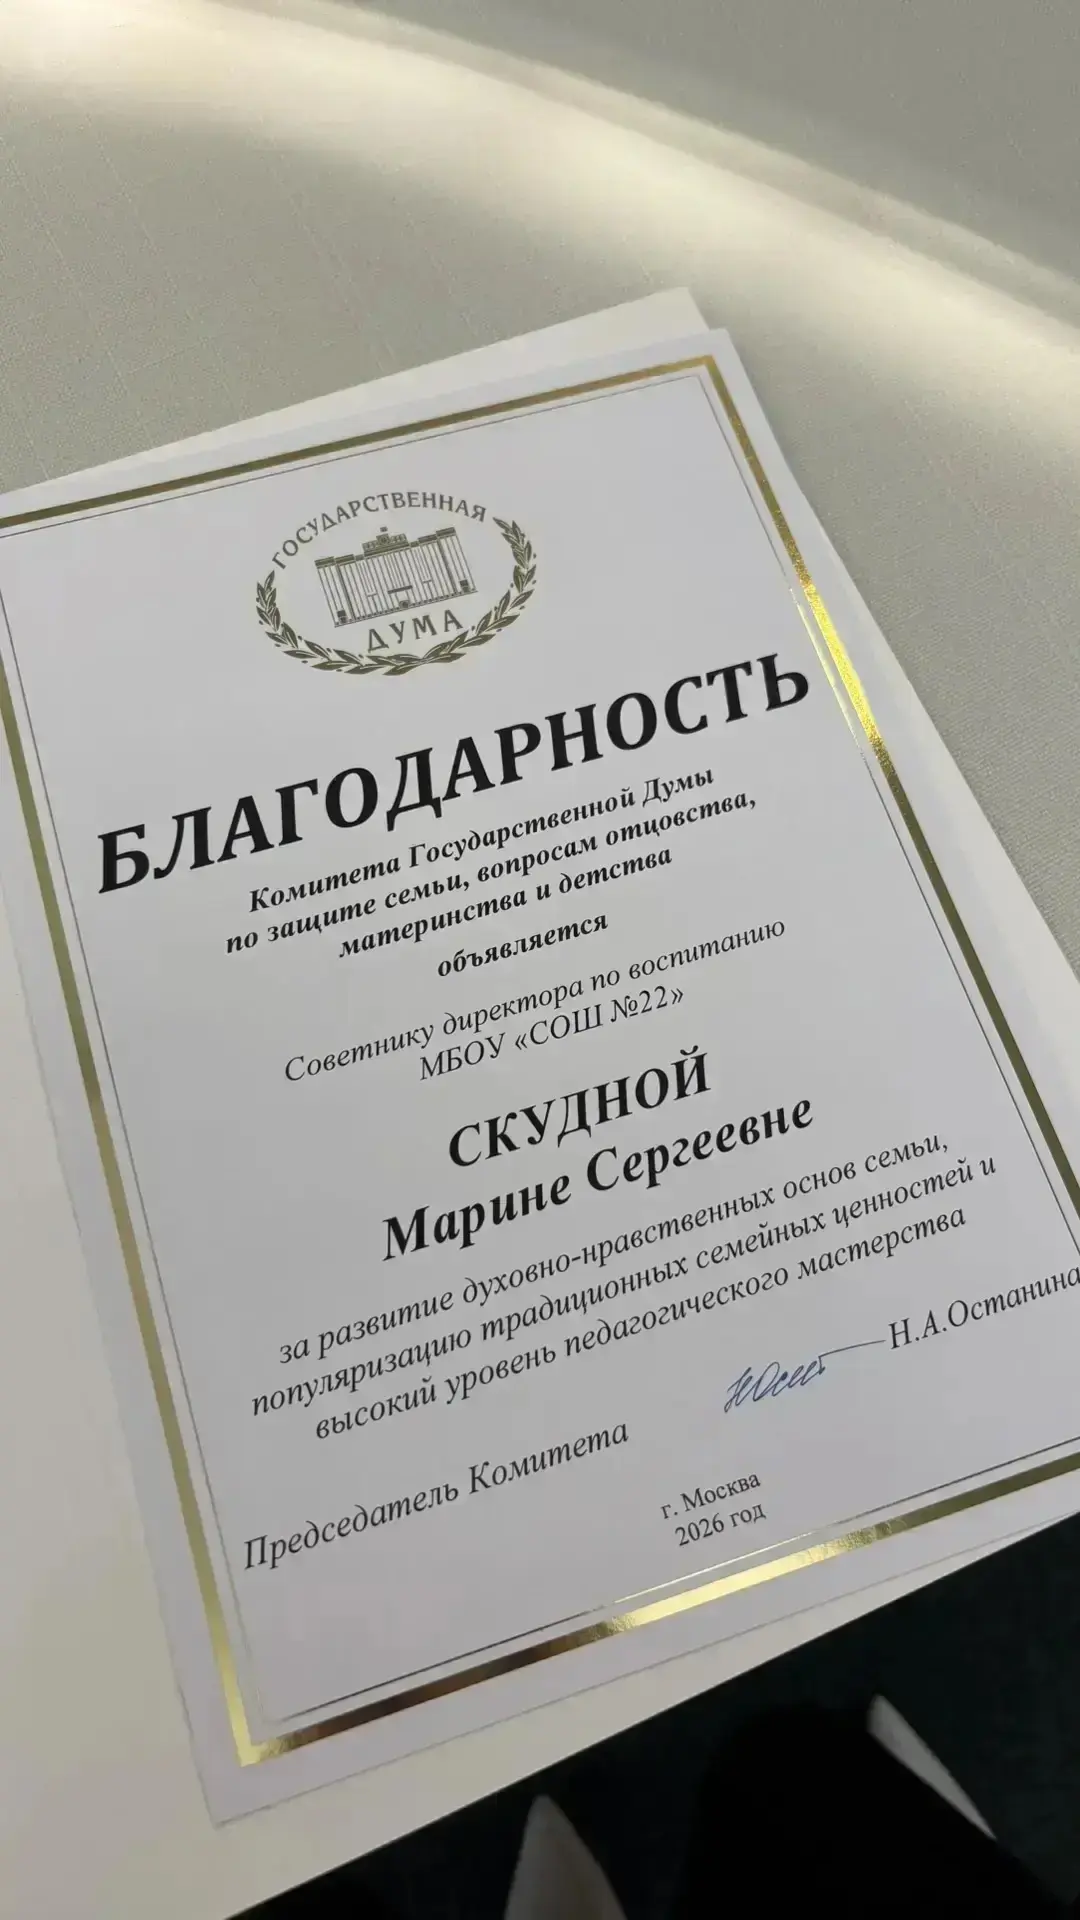 ГОСУДАРСТВЕННАЯ
ДУМА
БЛАГОДАРНОСТЬ
Комитета Государственной Думы
по защите семьи, вопросам отцовства,
материнства и детства
объявляется
Советнику директора по воспитанию
МБОУ «СОШ №22»
СКУДНОЙ
Марине Сергеевне
за развитие духовно-нравственных основ семьи,
популяризацию традиционных семейных ценностей и
высокий уровень педагогического мастерства
Председатель Комитета
Н.А.Останина
г. Москва
2026 год